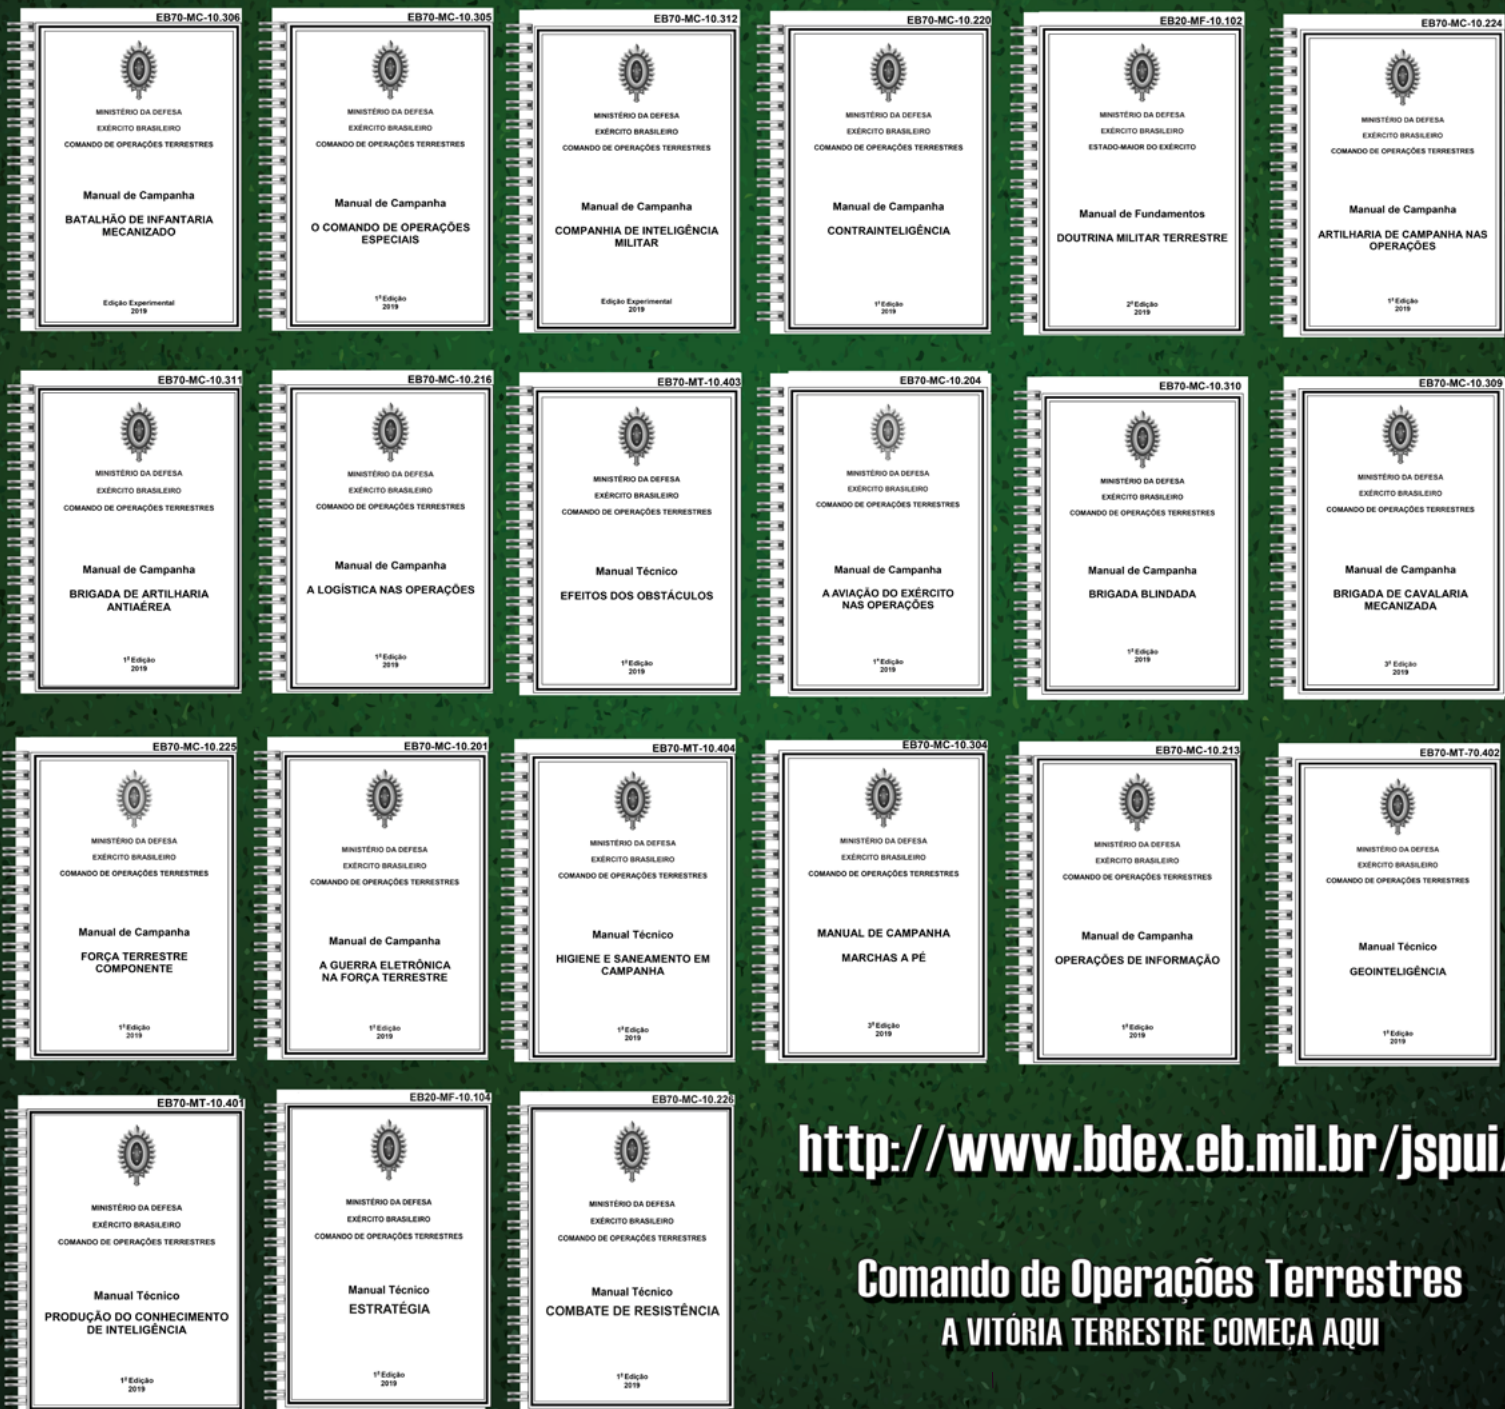 EB70-MC-10.306
MINISTÉRIO DA DEFESA
EXÉRCITO BRASILEIRO
COMANDO DE OPERAÇÕES TERRESTRES
Manual de Campanha
BATALHÃO DE INFANTARIA
MECANIZADO
Edição Experimental
2019
EB70-MC-10.305
MINISTÉRIO DA DEFESA
EXÉRCITO BRASILEIRO
COMANDO DE OPERAÇÕES TERRESTRES
Manual de Campanha
O COMANDO DE OPERAÇÕES
ESPECIAIS
1ª Edição
2019
EB70-MC-10.312
MINISTÉRIO DA DEFESA
EXÉRCITO BRASILEIRO
COMANDO DE OPERAÇÕES TERRESTRES
Manual de Campanha
COMPANHIA DE INTELIGÊNCIA
MILITAR
Edição Experimental
2019
EB70-MC-10.220
MINISTÉRIO DA DEFESA
EXÉRCITO BRASILEIRO
COMANDO DE OPERAÇÕES TERRESTRES
Manual de Campanha
CONTRAINTELIGÊNCIA
1ª Edição
2019
EB20-MF-10.102
MINISTÉRIO DA DEFESA
EXÉRCITO BRASILEIRO
ESTADO-MAIOR DO EXÉRCITO
Manual de Fundamentos
DOUTRINA MILITAR TERRESTRE
2ª Edição
2019
EB70-MC-10.224
MINISTÉRIO DA DEFESA
EXÉRCITO BRASILEIRO
COMANDO DE OPERAÇÕES TERRESTRES
Manual de Campanha
ARTILHARIA DE CAMPANHA NAS
OPERAÇÕES
1ª Edição
2019
EB70-MC-10.311
MINISTÉRIO DA DEFESA
EXÉRCITO BRASILEIRO
COMANDO DE OPERAÇÕES TERRESTRES
Manual de Campanha
BRIGADA DE ARTILHARIA
ANTIAÉREA
1ª Edição
2019
EB70-MC-10.216
MINISTÉRIO DA DEFESA
EXÉRCITO BRASILEIRO
COMANDO DE OPERAÇÕES TERRESTRES
Manual de Campanha
A LOGÍSTICA NAS OPERAÇÕES
1ª Edição
2019
EB70-MT-10.403
MINISTÉRIO DA DEFESA
EXÉRCITO BRASILEIRO
COMANDO DE OPERAÇÕES TERRESTRES
Manual Técnico
EFEITOS DOS OBSTÁCULOS
1ª Edição
2019
EB70-MC-10.204
MINISTÉRIO DA DEFESA
EXÉRCITO BRASILEIRO
COMANDO DE OPERAÇÕES TERRESTRES
Manual de Campanha
A AVIAÇÃO DO EXÉRCITO
NAS OPERAÇÕES
1ª Edição
2019
EB70-MC-10.310
MINISTÉRIO DA DEFESA
EXÉRCITO BRASILEIRO
COMANDO DE OPERAÇÕES TERRESTRES
Manual de Campanha
BRIGADA BLINDADA
1ª Edição
2019
EB70-MC-10.309
MINISTÉRIO DA DEFESA
EXÉRCITO BRASILEIRO
COMANDO DE OPERAÇÕES TERRESTRES
Manual de Campanha
BRIGADA DE CAVALARIA
MECANIZADA
3ª Edição
2019
EB70-MC-10.225
MINISTÉRIO DA DEFESA
EXÉRCITO BRASILEIRO
COMANDO DE OPERAÇÕES TERRESTRES
Manual de Campanha
FORÇA TERRESTRE
COMPONENTE
1ª Edição
2019
EB70-MC-10.201
MINISTÉRIO DA DEFESA
EXÉRCITO BRASILEIRO
COMANDO DE OPERAÇÕES TERRESTRES
Manual de Campanha
A GUERRA ELETRÔNICA
NA FORÇA TERRESTRE
1ª Edição
2019
EB70-MT-10.404
MINISTÉRIO DA DEFESA
EXÉRCITO BRASILEIRO
COMANDO DE OPERAÇÕES TERRESTRES
Manual Técnico
HIGIENE E SANEAMENTO EM
CAMPANHA
1ª Edição
2019
EB70-MC-10.304
MINISTÉRIO DA DEFESA
EXÉRCITO BRASILEIRO
COMANDO DE OPERAÇÕES TERRESTRES
MANUAL DE CAMPANHA
MARCHAS A PÉ
3ª Edição
2019
EB70-MC-10.213
MINISTÉRIO DA DEFESA
EXÉRCITO BRASILEIRO
COMANDO DE OPERAÇÕES TERRESTRES
Manual de Campanha
OPERAÇÕES DE INFORMAÇÃO
1ª Edição
2019
EB70-MT-70.402
MINISTÉRIO DA DEFESA
EXÉRCITO BRASILEIRO
COMANDO DE OPERAÇÕES TERRESTRES
Manual Técnico
GEOINTELIGÊNCIA
1ª Edição
2019
EB70-MT-10.401
MINISTÉRIO DA DEFESA
EXÉRCITO BRASILEIRO
COMANDO DE OPERAÇÕES TERRESTRES
Manual Técnico
PRODUÇÃO DO CONHECIMENTO
DE INTELIGÊNCIA
1ª Edição
2019
EB20-MF-10.104
MINISTÉRIO DA DEFESA
EXÉRCITO BRASILEIRO
COMANDO DE OPERAÇÕES TERRESTRES
Manual Técnico
ESTRATÉGIA
1ª Edição
2019
EB70-MC-10.226
MINISTÉRIO DA DEFESA
EXÉRCITO BRASILEIRO
COMANDO DE OPERAÇÕES TERRESTRES
Manual Técnico
COMBATE DE RESISTÊNCIA
1ª Edição
2019
http://www.bdex.eb.mil.br/jspui/
Comando de Operações Terrestres
A VITÓRIA TERRESTRE COMEÇA AQUI